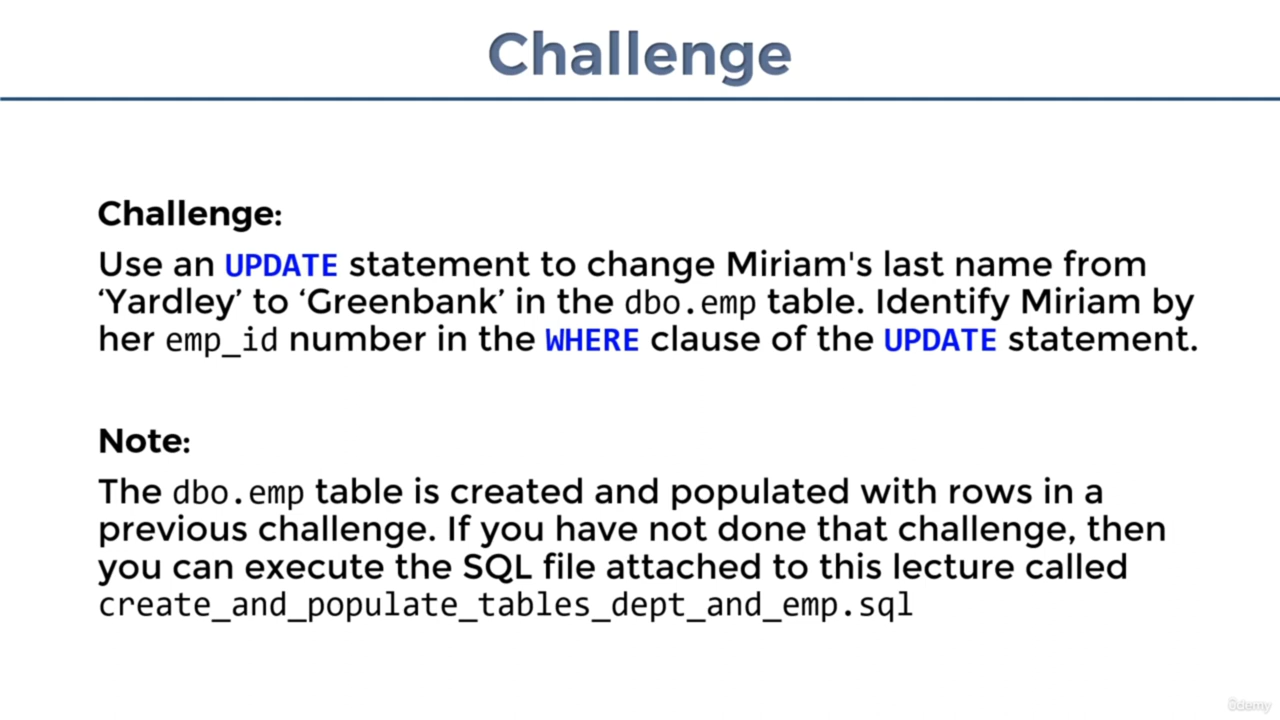 Challenge
Challenge:
Use an UPDATE statement to change Miriam's last name from
‘Yardley’ to ‘Greenbank’ in the dbo.emp table. Identify Miriam by
her emp_id number in the WHERE clause of the UPDATE statement.
Note:
The dbo.emp table is created and populated with rows in a
previous challenge. If you have not done that challenge, then
you can execute the SQL file attached to this lecture called
create_and_populate_tables_dept_and_emp.sql
ûdemy